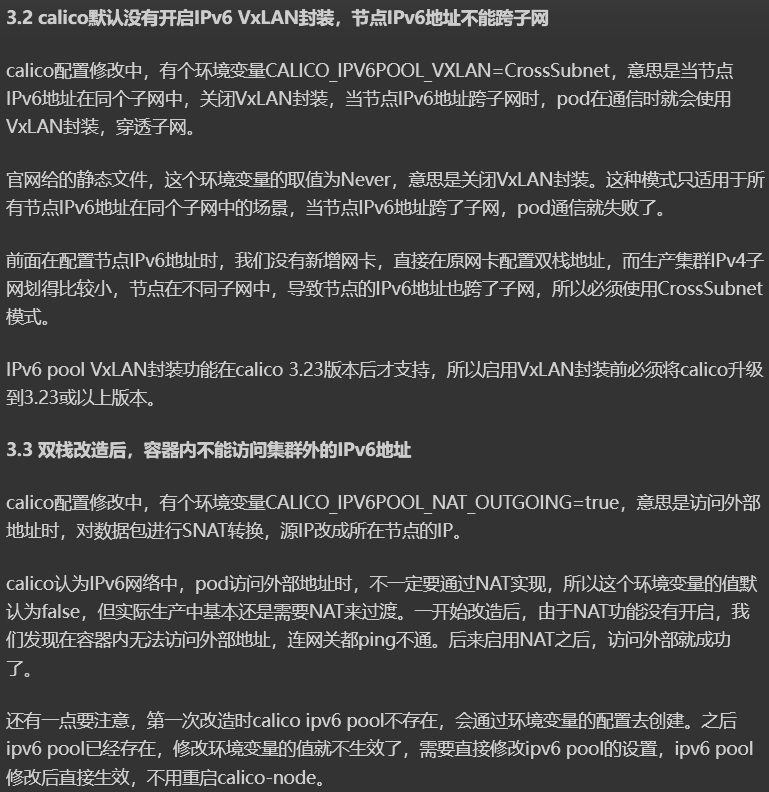 3.2 calico默认没有开启IPv6 VxLAN封装，节点IPv6地址不能跨子网
calico配置修改中，有个环境变量CALICO_IPV6POOL_VXLAN=CrossSubnet，意思是当节点
IPv6地址在同个子网中，关闭VxLAN封装，当节点IPv6地址跨子网时，pod在通信时就会使用
VxLAN封装，穿透子网。
官网给的静态文件，这个环境变量的取值为Never，意思是关闭VxLAN封装。这种模式只适用于所
有节点IPv6地址在同个子网中的场景，当节点IPv6地址跨了子网，pod通信就失败了。
前面在配置节点IPv6地址时，我们没有新增网卡，直接在原网卡配置双栈地址，而生产集群IPv4子
网划得比较小，节点在不同子网中，导致节点的IPv6地址也跨了子网，所以必须使用CrossSubnet
模式。
IPv6 pool VxLAN封装功能在calico 3.23版本后才支持，所以启用VxLAN封装前必须将calico升级
到3.23或以上版本。
3.3 双栈改造后，容器内不能访问集群外的IPv6地址
calico配置修改中，有个环境变量CALICO_IPV6POOL_NAT_OUTGOING=true，意思是访问外部
地址时，对数据包进行SNAT转换，源IP改成所在节点的IP。
calico认为IPv6网络中，pod访问外部地址时，不一定要通过NAT实现，所以这个环境变量的值默
认为false，但实际生产中基本还是需要NAT来过渡。一开始改造后，由于NAT功能没有开启，我
们发现在容器内无法访问外部地址，连网关都ping不通。后来启用NAT之后，访问外部就成功
了。
还有一点要注意，第一次改造时calico ipv6 pool不存在，会通过环境变量的配置去创建。之后
ipv6 pool已经存在，修改环境变量的值就不生效了，需要直接修改ipv6 pool的设置，ipv6 pool
修改后直接生效，不用重启calico-node。